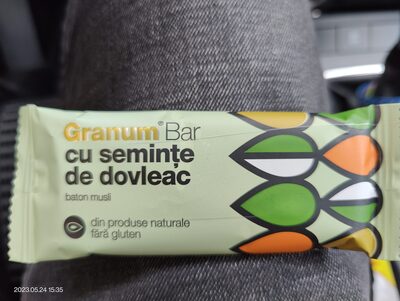 Granum® Bar
cu semințe
de dovleac
baton musli
din produse naturale
fără gluten
2023.05.24 15:35